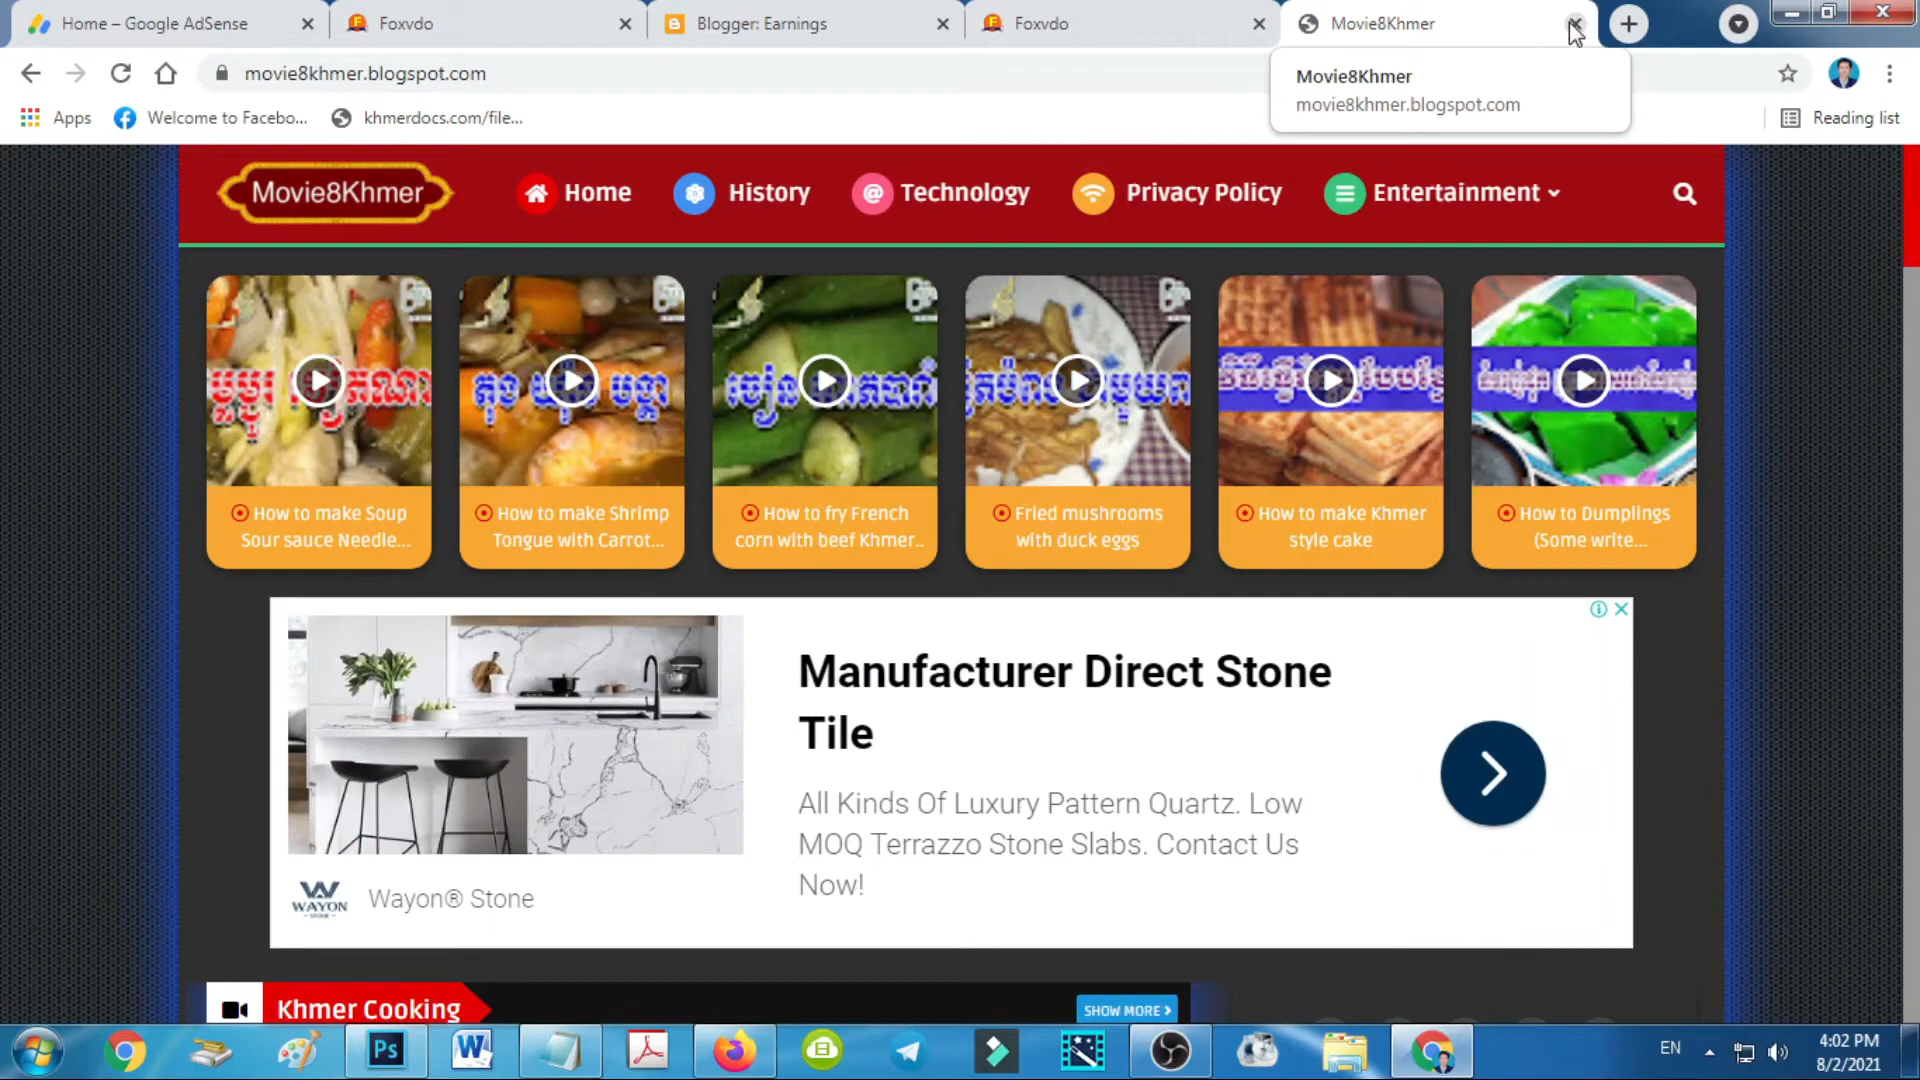 Home – Google AdSense
Foxvdo
Blogger: Earnings
Foxvdo
Movie8Khmer
movie8khmer.blogspot.com
Movie8Khmer
movie8khmer.blogspot.com
Apps
Welcome to Facebo...
khmerdocs.com/file...
Reading list
Movie8Khmer
Home
History
Technology
Privacy Policy
Entertainment
How to make Soup
Sour sauce Needle...
How to make Shrimp
Tongue with Carrot...
How to fry French
corn with beef Khmer..
Fried mushrooms
with duck eggs
How to make Khmer
style cake
How to Dumplings
(Some write...
Manufacturer Direct Stone
Tile
All Kinds Of Luxury Pattern Quartz. Low
MOQ Terrazzo Stone Slabs. Contact Us
Now!
WAYON
STONE
Wayon® Stone
Khmer Cooking
SHOW MORE
Ps
W
EN
4:02 PM
8/2/2021